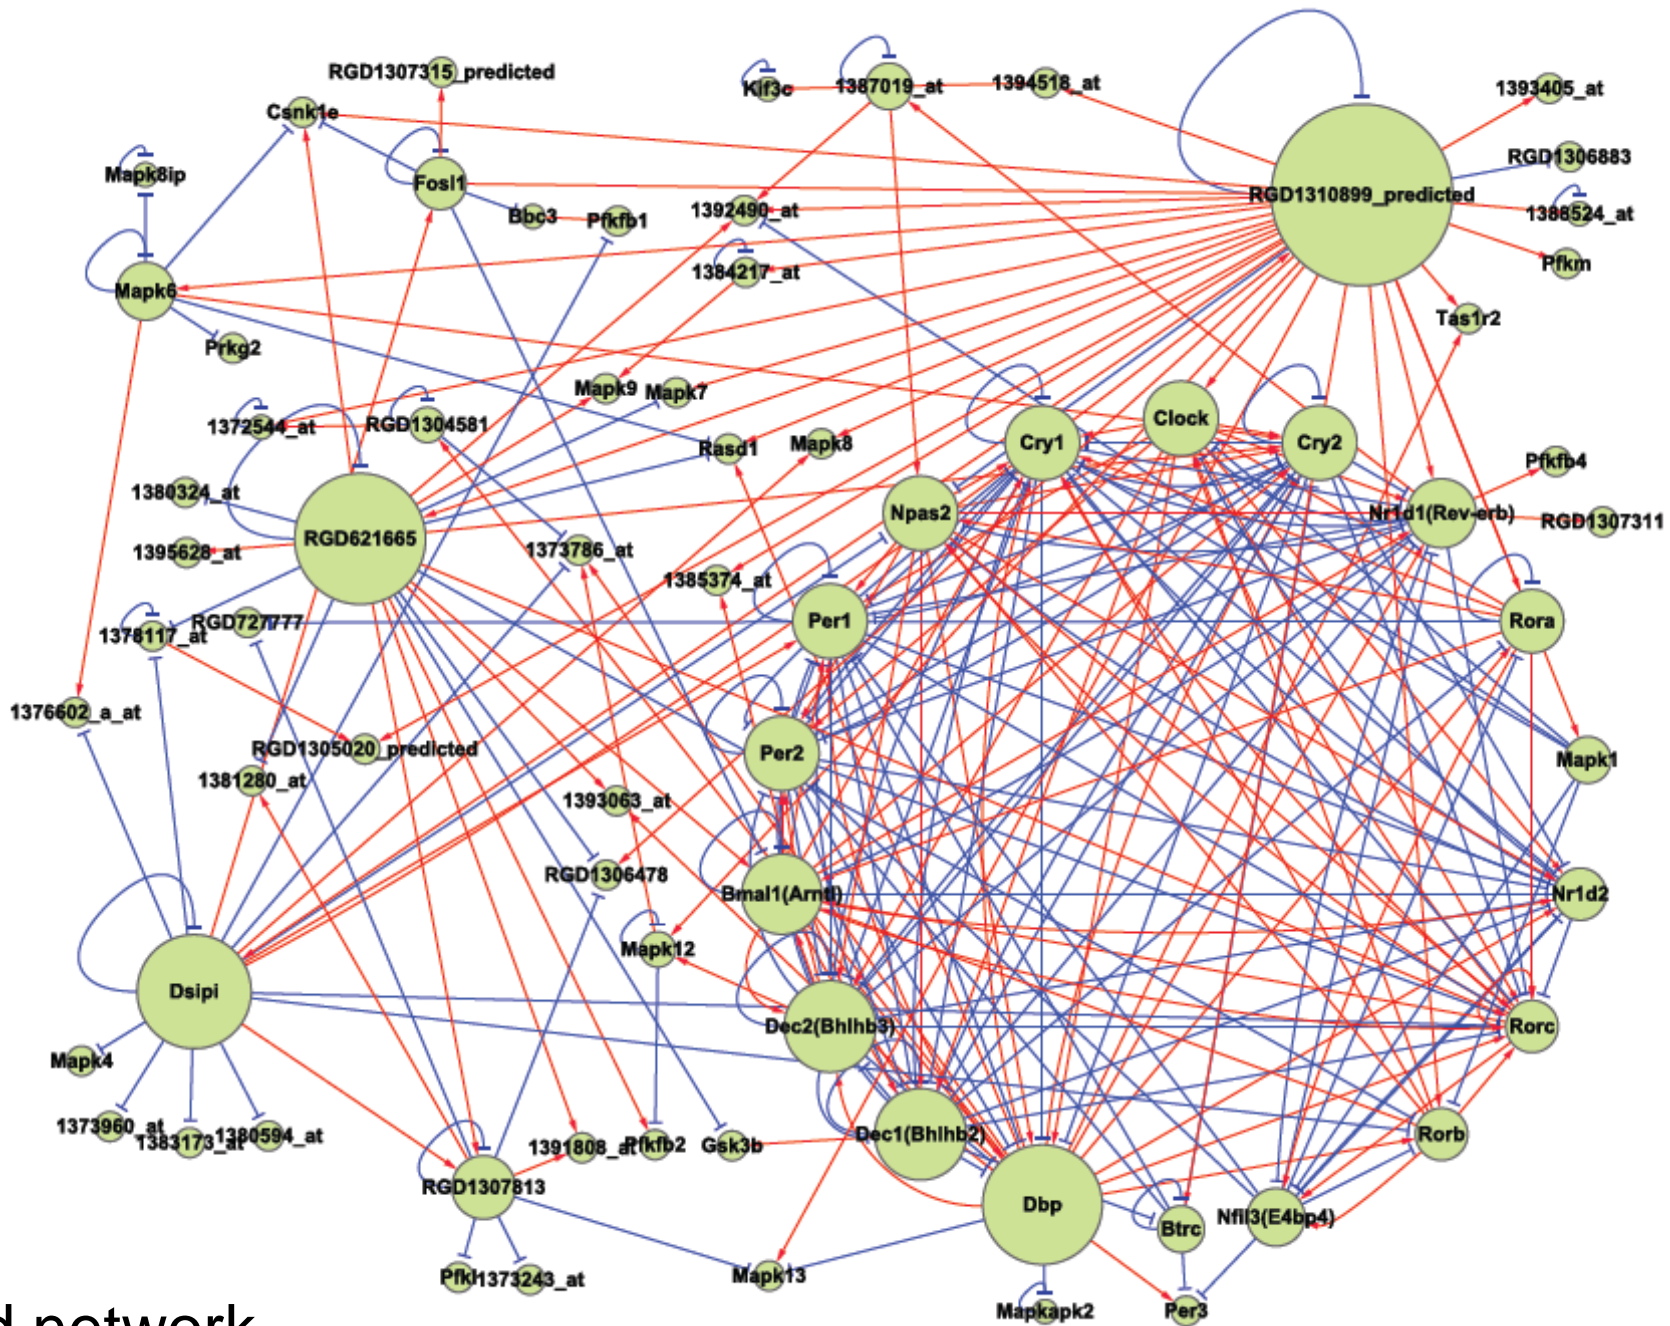 RGD1307315_predicted
Kif3c
1387019_at
1394518_at
1393405_at
Csnk1e
RGD1306883
Mapk8ip
Fosl1
RGD1310899_predicted
Bbc3
Pfkfb1
1392490_at
1388524_at
1384217_at
Pfkm
Mapk6
Tas1r2
Prkg2
Mapk9
Mapk7
1372544_at
RGD1304581
Rasd1
Mapk8
Cry1
Clock
Cry2
Pfkfb4
1380324_at
Npas2
Nr1d1(Rev-erb)
RGD1307311
RGD621665
1395628_at
1373786_at
1385374_at
1378117_at
RGD727777
Per1
Rora
1376602_a_at
RGD1305020_predicted
Per2
Mapk1
1381280_at
1393063_at
RGD1306478
Bmal1(Arntl)
Nr1d2
Mapk12
Dsipi
Dec2(Bhlhb3)
Rorc
Mapk4
1373960_at
1383173_at
1380594_at
1391808_at
Pfkfb2
Gsk3b
Dec1(Bhlhb2)
Rorb
RGD1307813
Dbp
Btrc
Nfil3(E4bp4)
Pfkl
1373243_at
Mapk13
Mapkapk2
Per3
network